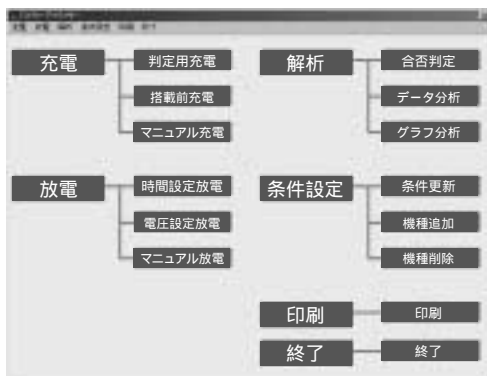 充電
判定用充電
搭載前充電
マニュアル充電
放電
時間設定放電
電圧設定放電
マニュアル放電
解析
合否判定
データ分析
グラフ分析
条件設定
条件更新
機種追加
機種削除
印刷
印刷
終了
終了